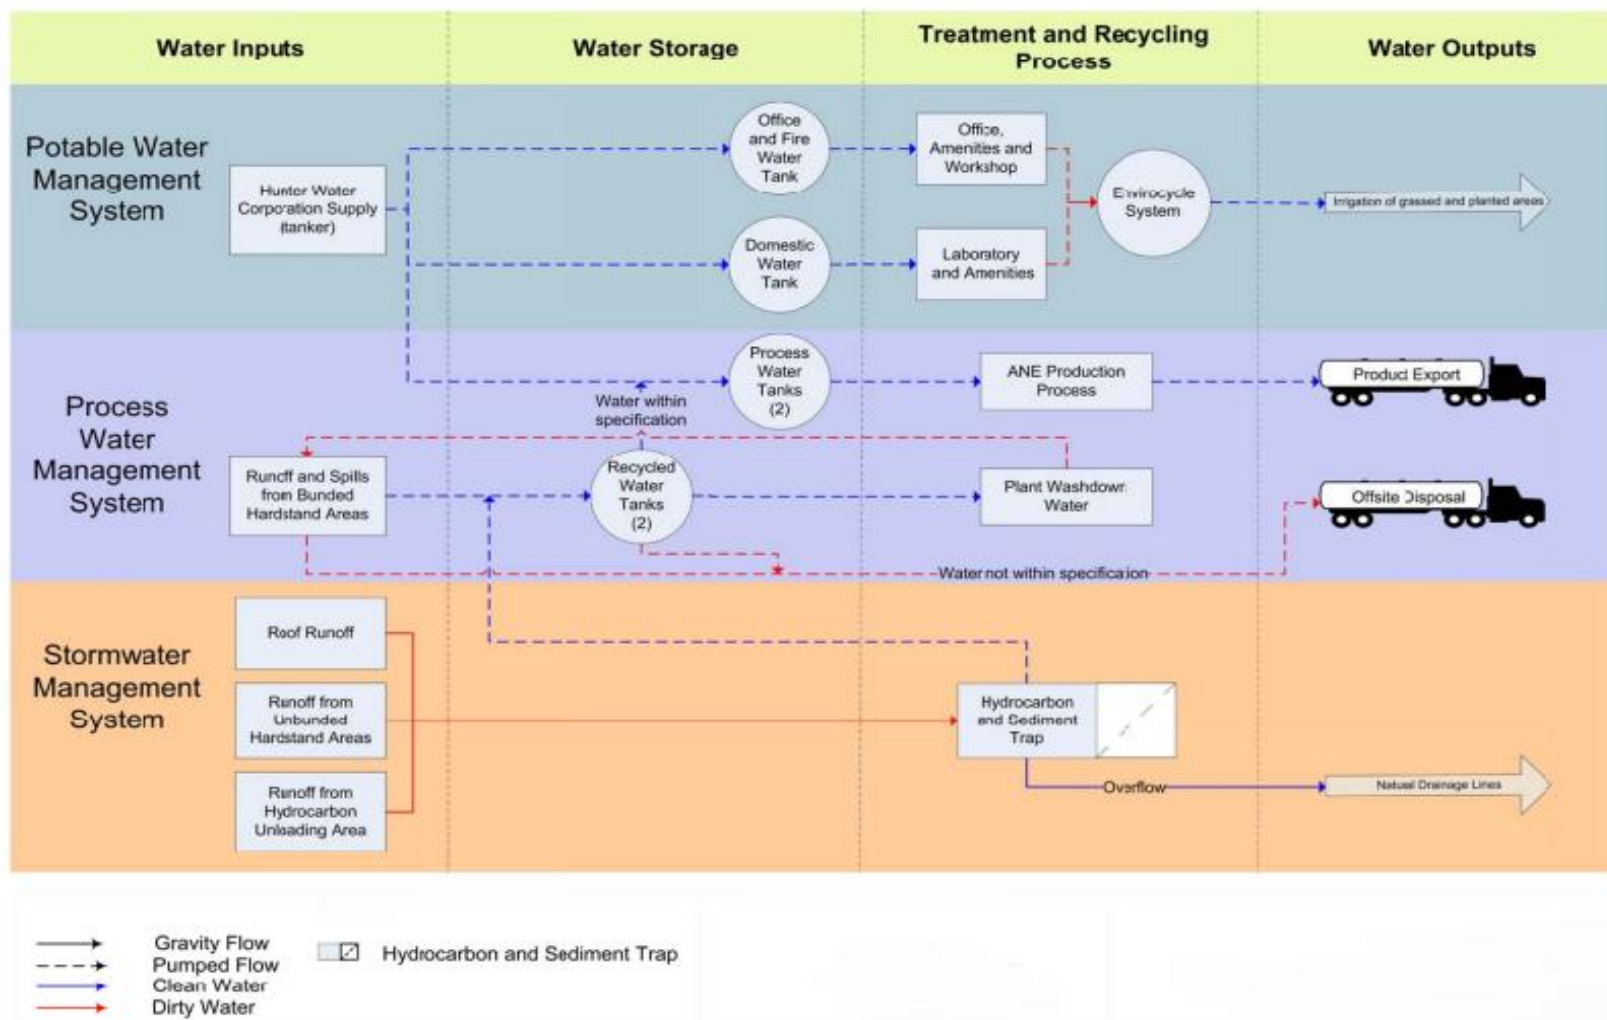 Water Inputs
Water Storage
Treatment and Recycling
Process
Water Outputs
Potable Water
Management
System
Hunter Water
Corporation Supply
(tanker)
Office
and Fire
Water
Tank
Office,
Amenities and
Workshop
Envirocycle
System
Irrigation of grassed and planted areas
Domestic
Water
Tank
Laboratory
and Amenities
Process
Water
Management
System
Process
Water
Tanks
(2)
ANE Production
Process
Product Export
Water within
specification
Runoff and Spills
from Bunded
Hardstand Areas
Recycled
Water
Tanks
(2)
Plant Washdown
Water
Offsite Disposal
Water not within specification
Stormwater
Management
System
Roof Runoff
Runoff from
Unbunded
Hardstand Areas
Hydrocarbon
and Sediment
Trap
Runoff from
Hydrocarbon
Unloading Area
Overflow
Natural Drainage Lines
Gravity Flow
Pumped Flow
Clean Water
Dirty Water
Hydrocarbon and Sediment Trap